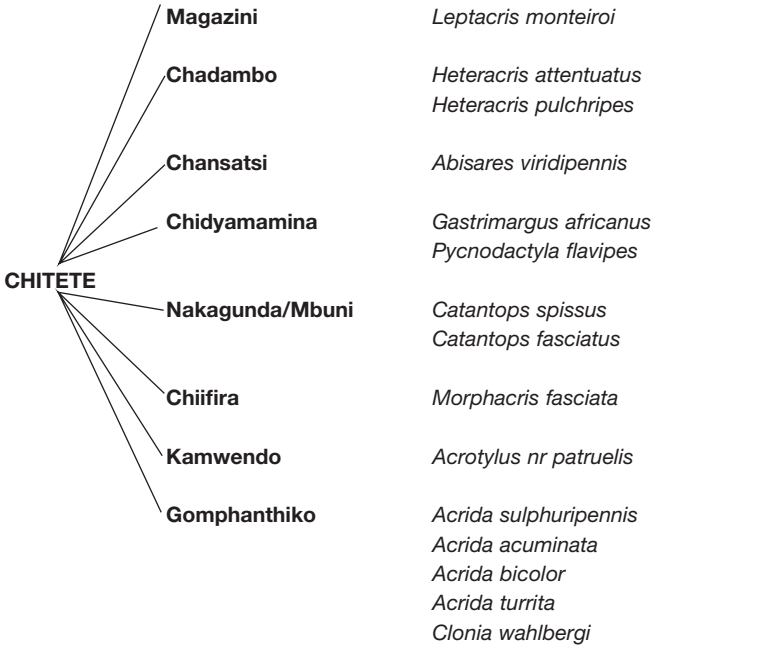 Magazini Leptacris monteiroi
Chadambo Heteracris attentuatus
Heteracris pulchripes
Chansatsi Abisares viridipennis
Chidyamamina Gastrimargus africanus
Pycnodactyla flavipes
CHITETE
Nakagunda/Mbuni Catantops spissus
Catantops fasciatus
Chiifira Morphacris fasciata
Kamwendo Acrotylus nr patruelis
Gomphanthiko Acrida sulphuripennis
Acrida acuminata
Acrida bicolor
Acrida turrita
Clonia wahlbergi